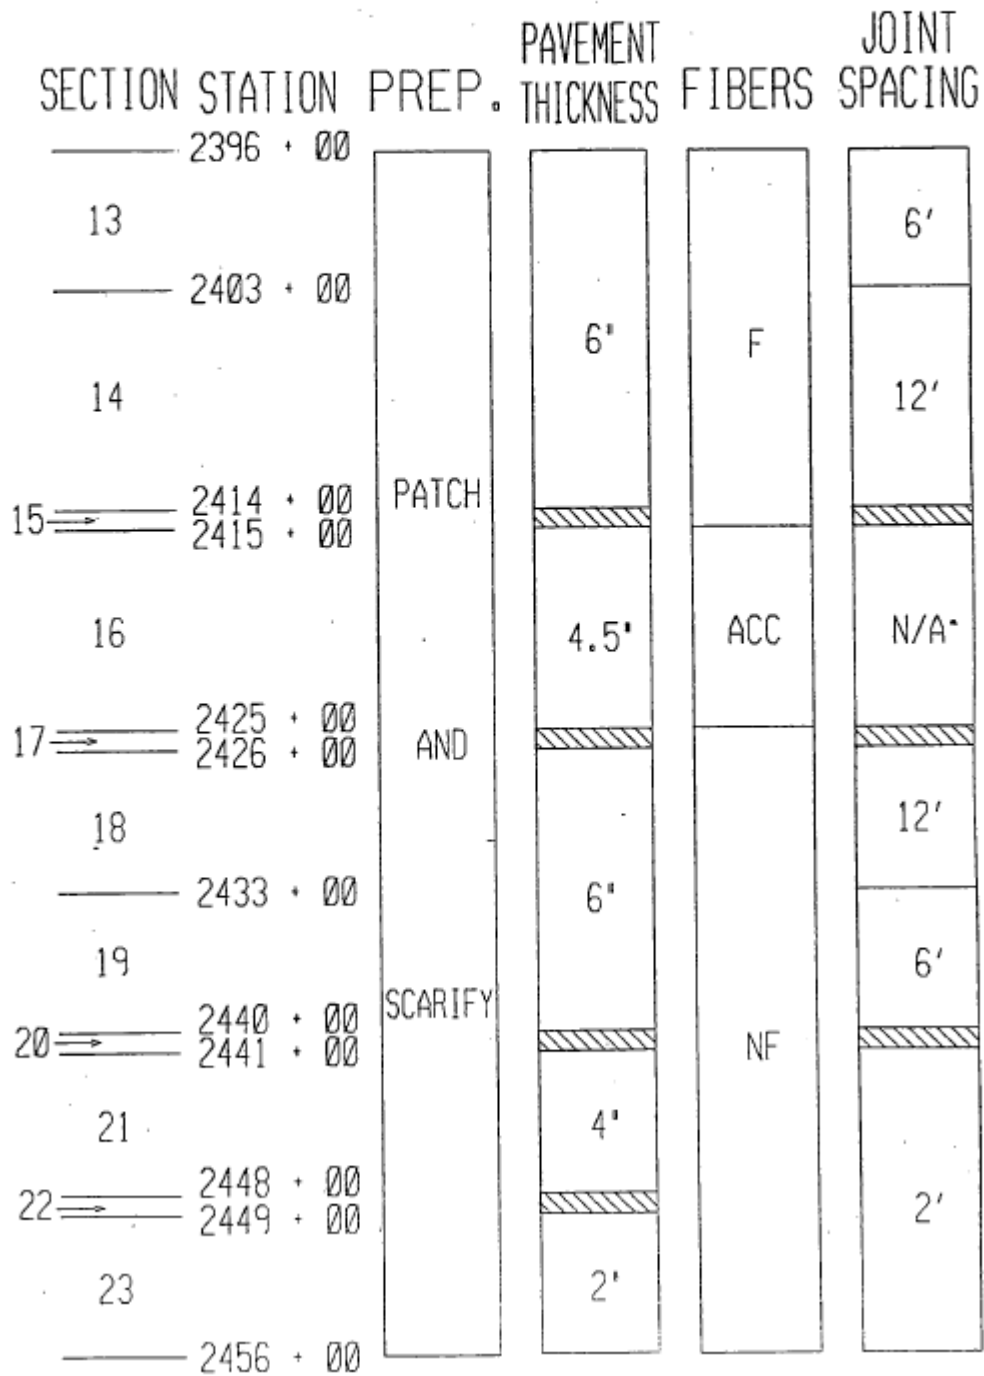 PAVEMENT JOINT
SECTION STATION PREP. THICKNESS FIBERS SPACING
2396 + 00
13 6'
2403 + 00
6" F
14 12'
2414 + 00 PATCH
15
2415 + 00
16 4.5" ACC N/A
2425 + 00
17 AND
2426 + 00
18 12'
2433 + 00 6"
19 6'
2440 + 00 SCARIFY
20 NF
2441 + 00
21 4"
2448 + 00
22 2'
2449 + 00
23 2"
2456 + 00